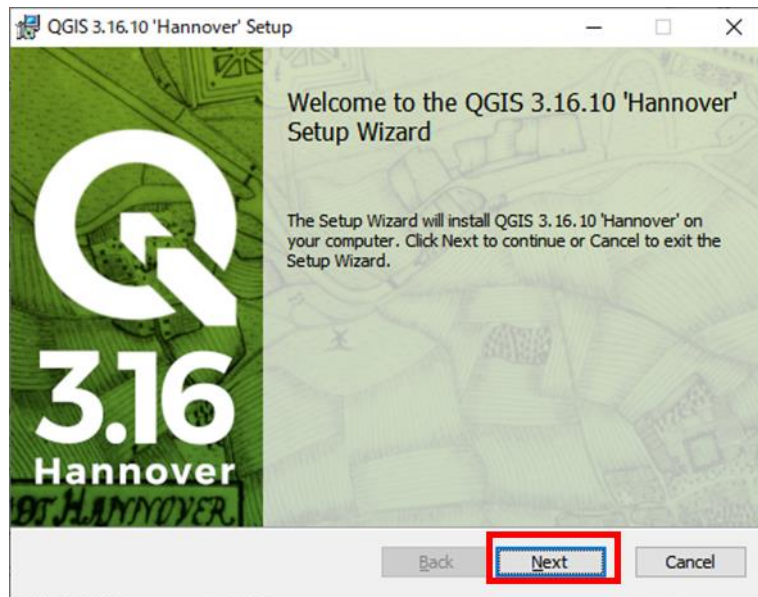 QGIS 3.16.10 'Hannover' Setup
Welcome to the QGIS 3.16.10 'Hannover'
Setup Wizard
The Setup Wizard will install QGIS 3.16.10 'Hannover' on
your computer. Click Next to continue or Cancel to exit the
Setup Wizard.
3.16
Hannover
HANNOVER
Back
Next
Cancel